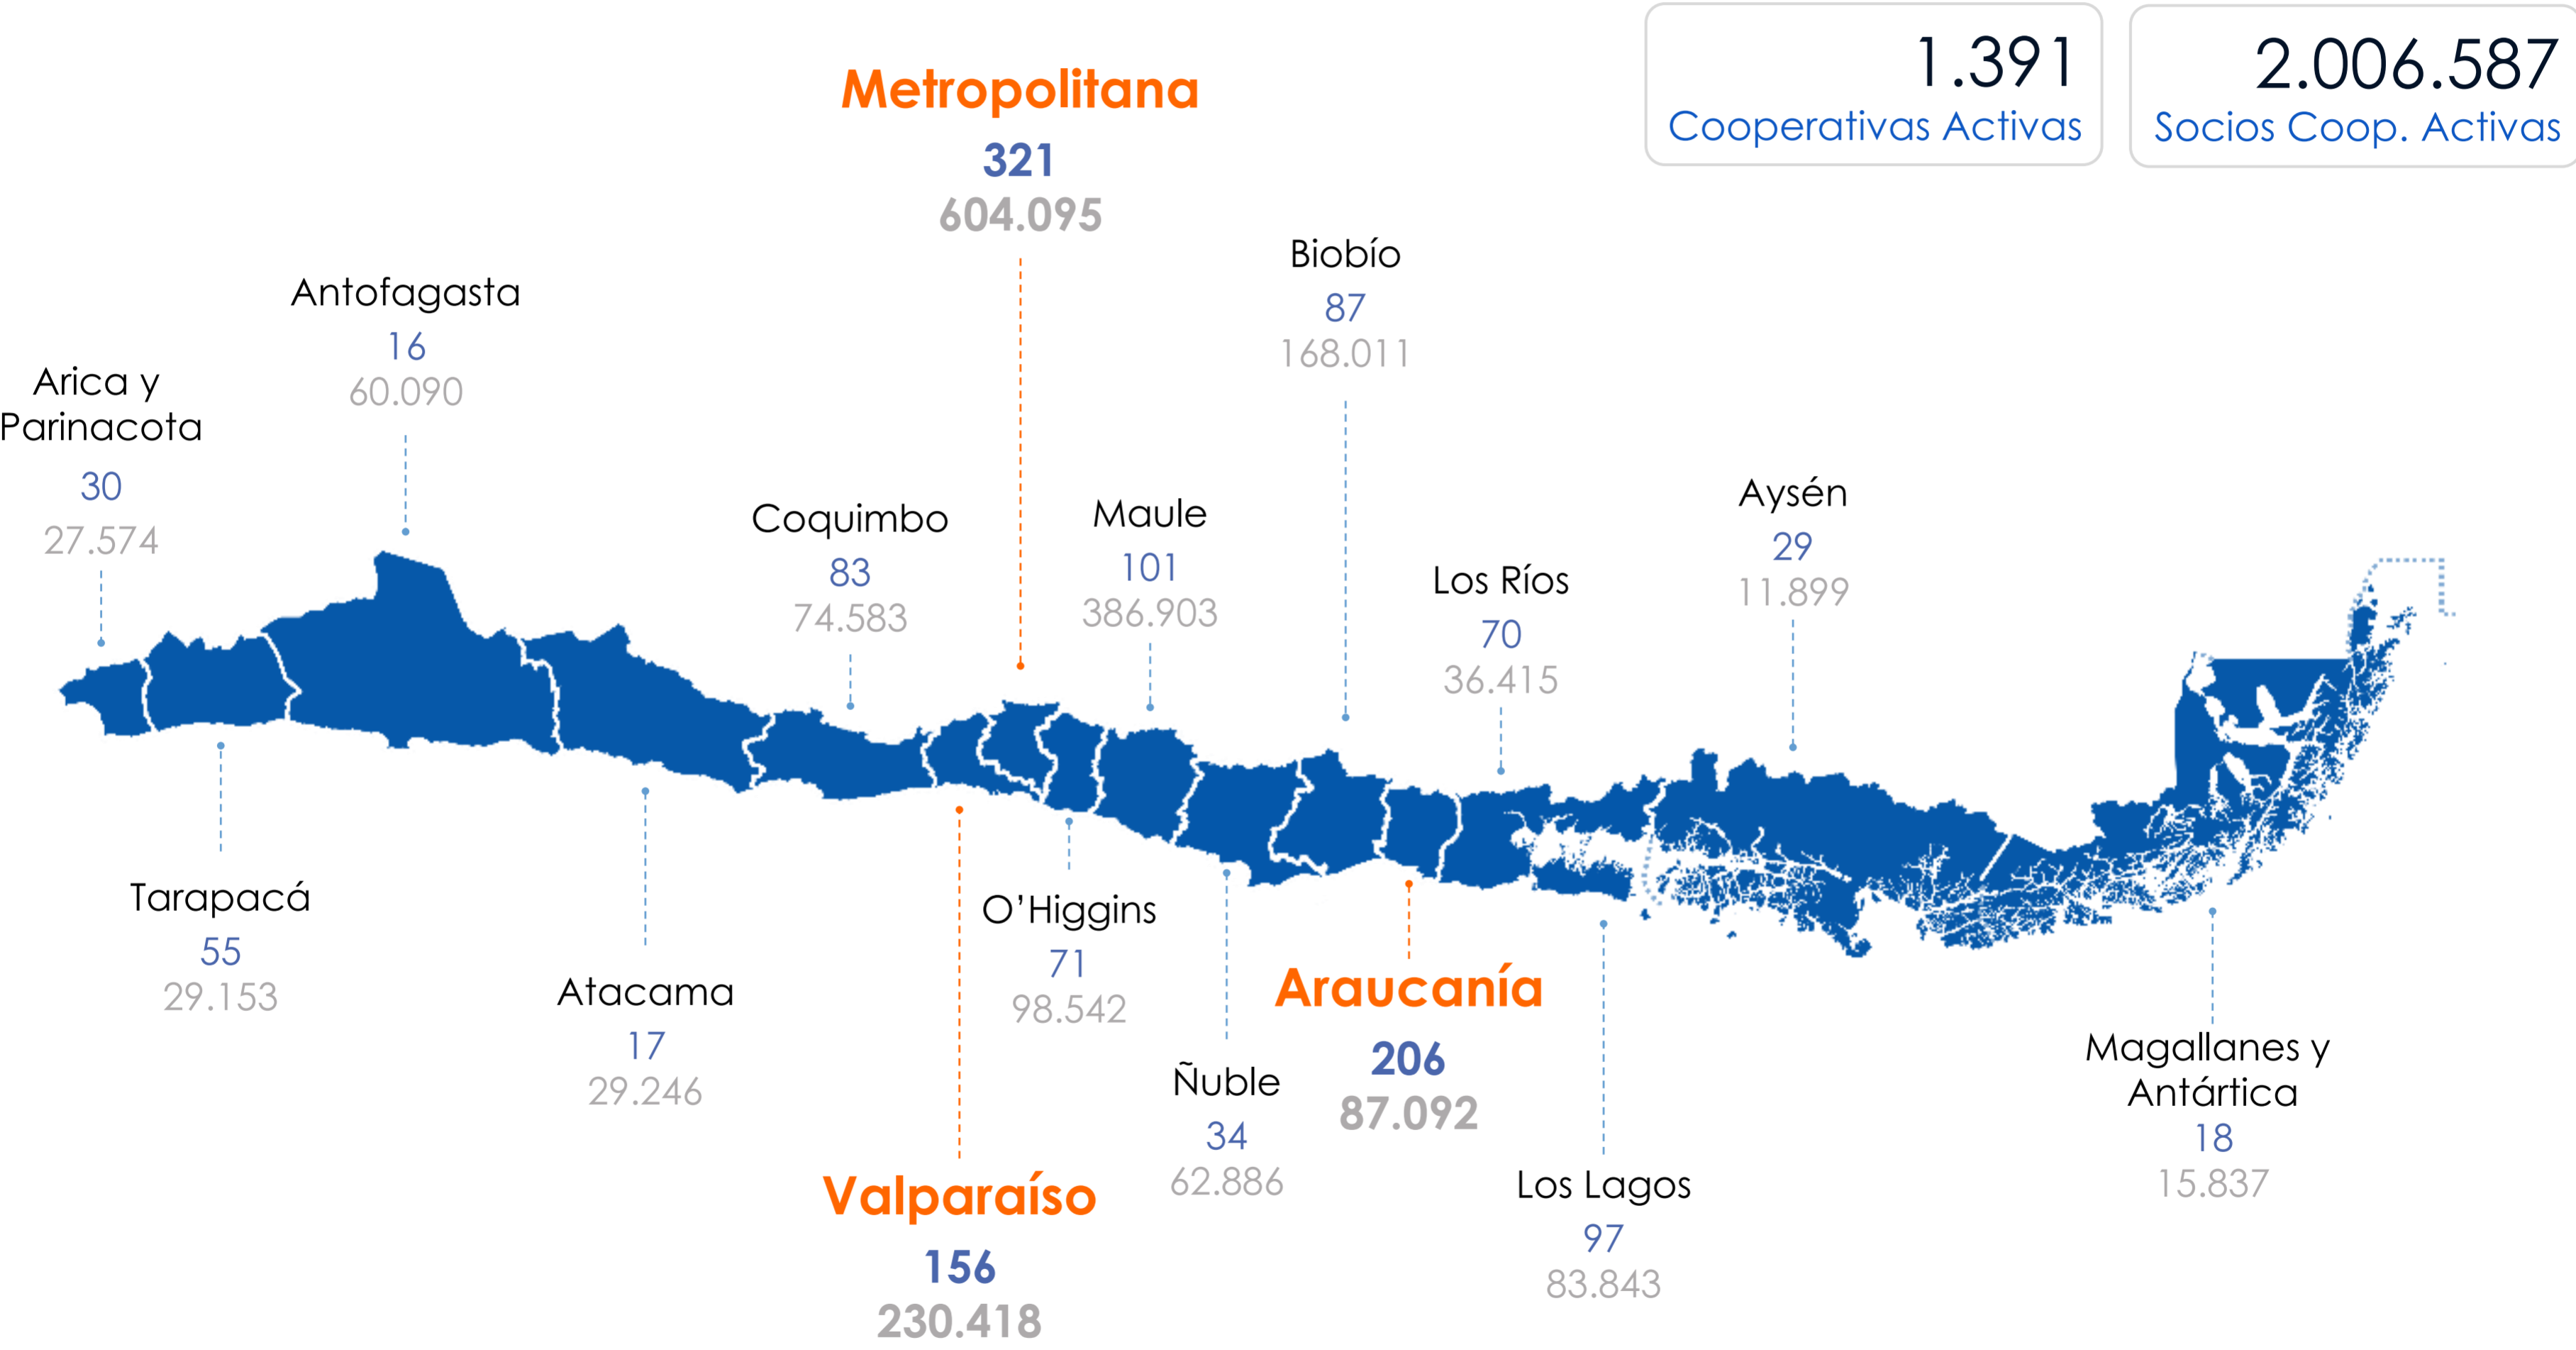 1.391
Cooperativas Activas
2.006.587
Socios Coop. Activas
Metropolitana
321
604.095
Biobío
87
168.011
Antofagasta
16
60.090
Arica y
Parinacota
30
27.574
Coquimbo
83
74.583
Maule
101
386.903
Los Ríos
70
36.415
Aysén
29
11.899
Tarapacá
55
29.153
Atacama
17
29.246
O’Higgins
71
98.542
Valparaíso
156
230.418
Ñuble
34
62.886
Araucanía
206
87.092
Los Lagos
97
83.843
Magallanes y
Antártica
18
15.837